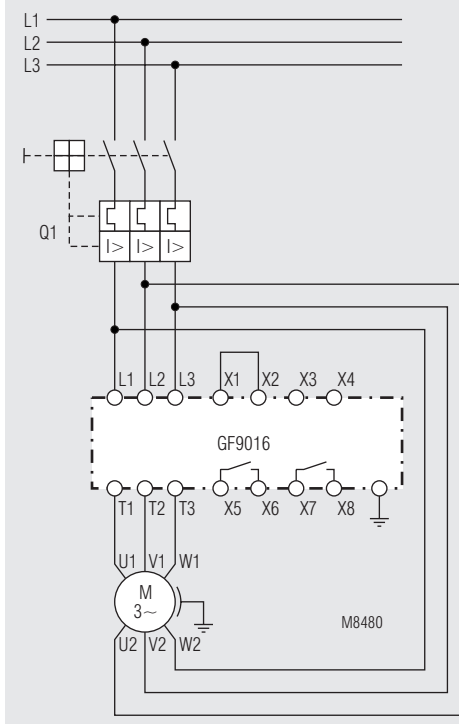 L1
L2
L3
Q1
I> I> I>
L1 L2 L3 X1 X2 X3 X4
GF9016
T1 T2 T3 X5 X6 X7 X8
U1 V1 W1
M
3~
M8480
U2 V2 W2